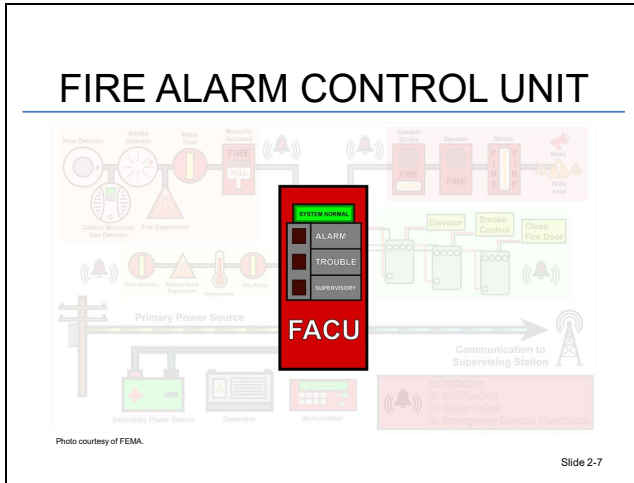 FIRE ALARM CONTROL UNIT
Heat Detector
Smoke
Detector
Water
Flow
Manually
Actuated
FIRE
PULL
Carbon Monoxide
Gas Detector
Fire Supression
Speaker
Strobe
Speaker
Strobe
FIRE
FIRE
FIRE
FIRE
Mass
Wide
Area
SYSTEM NORMAL
ALARM
TROUBLE
SUPERVISORY
FACU
Elevator
Smoke
Control
Close
Fire Door
Valve Position
Kitchen Hood
Supression
Temperature
Fire Pump
Primary Power Source
Communication to
Supervising Station
Secondary Power Source
Generator
Annunciator
A: Initiation
B: Notification
C: Supervision
D: Emergency Control Functions
Photo courtesy of FEMA.
Slide 2-7